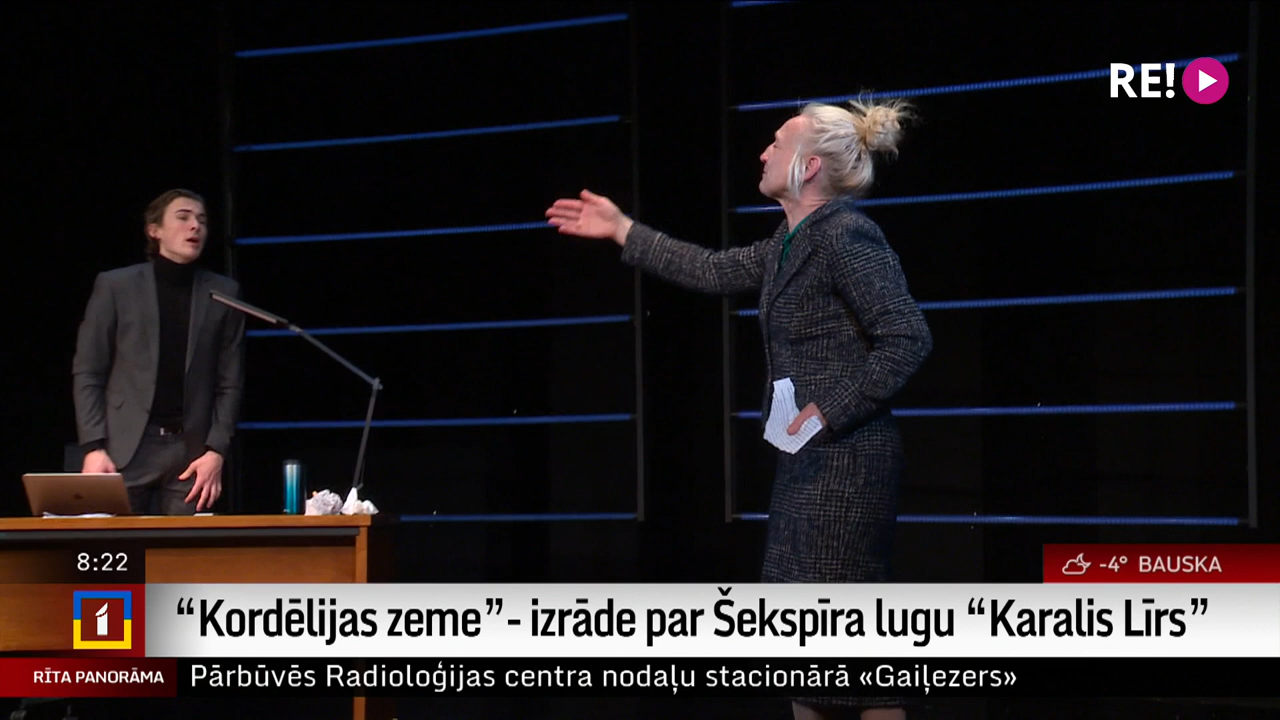 RE!
8:22
-4° BAUSKA
1
“Kordēlijas zeme”- izrāde par Šekspīra lugu “Karalis Līrs”
RĪTA PANORĀMA
Pārbūvēs Radioloģijas centra nodaļu stacionārā «Gaiļezers»